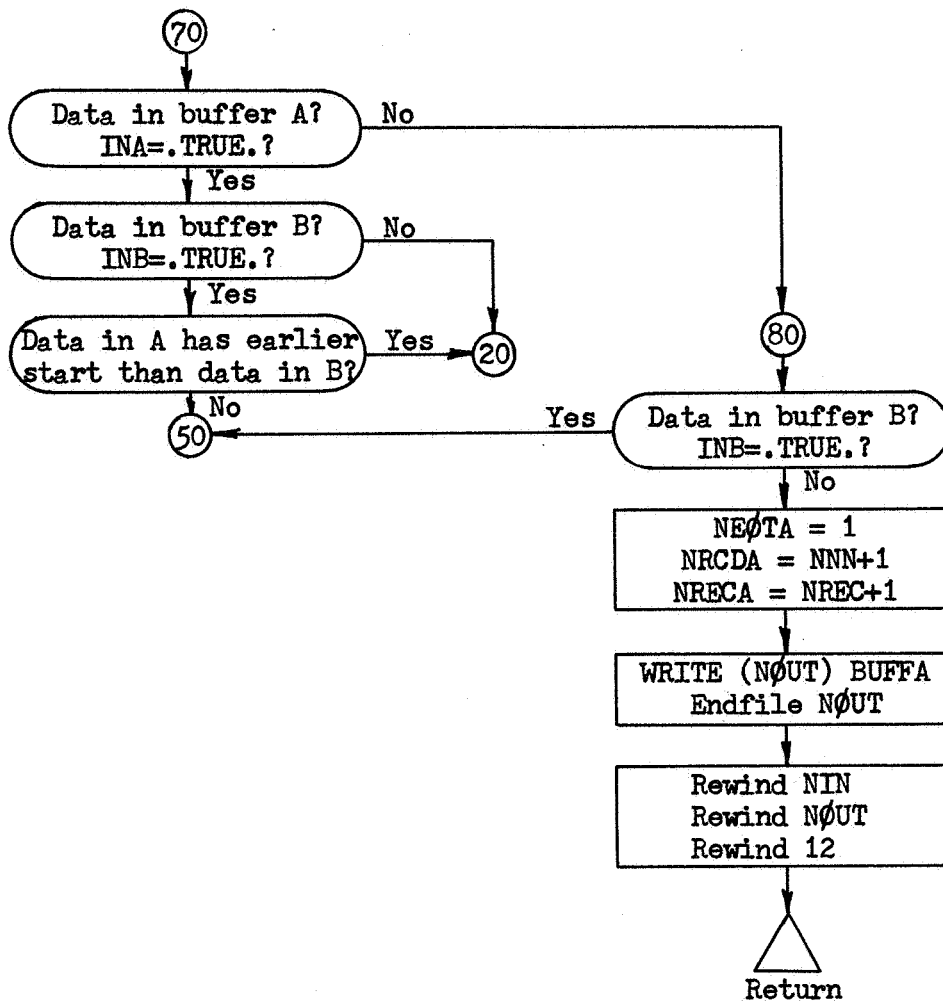 70
Data in buffer A?
INA=.TRUE.?
No
Yes
Data in buffer B?
INB=.TRUE.?
No
Yes
Data in A has earlier
start than data in B?
Yes
20
No
50
80
Yes
Data in buffer B?
INB=.TRUE.?
No
NEØTA = 1
NRCDA = NNN+1
NRECA = NREC+1
WRITE (NØUT) BUFFA
Endfile NØUT
Rewind NIN
Rewind NØUT
Rewind 12
Return